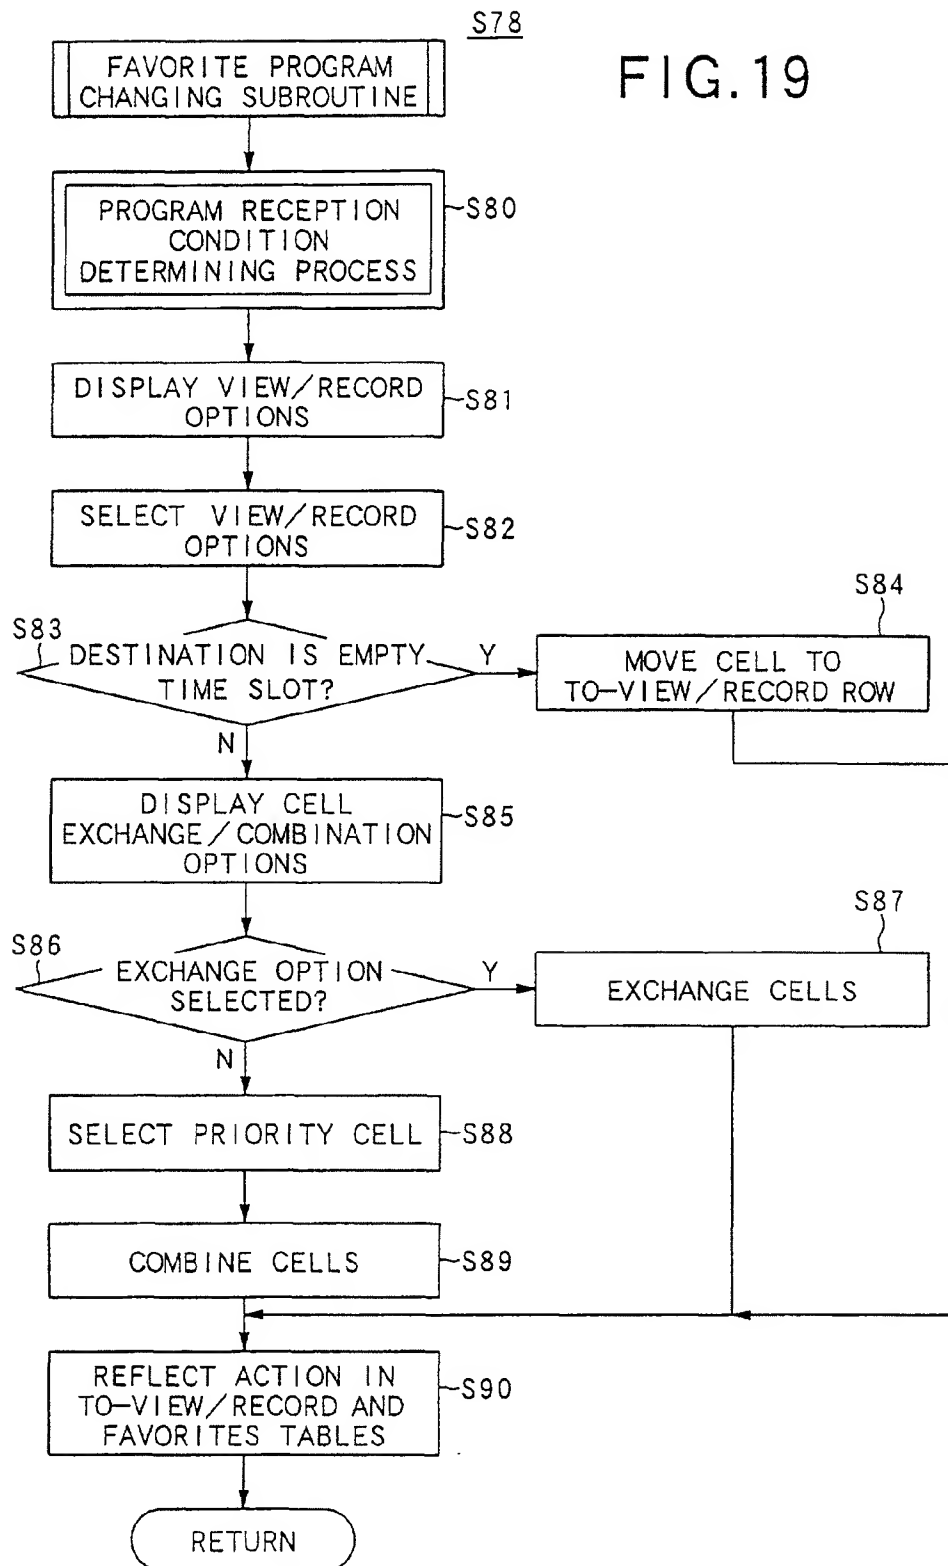 S78
FIG.19
FAVORITE PROGRAM
CHANGING SUBROUTINE
PROGRAM RECEPTION
CONDITION
DETERMINING PROCESS
S80
DISPLAY VIEW/RECORD
OPTIONS
S81
SELECT VIEW/RECORD
OPTIONS
S82
S83
DESTINATION IS EMPTY
TIME SLOT?
Y
N
S84
MOVE CELL TO
TO-VIEW/RECORD ROW
DISPLAY CELL
EXCHANGE/COMBINATION
OPTIONS
S85
S86
EXCHANGE OPTION
SELECTED?
Y
N
S87
EXCHANGE CELLS
SELECT PRIORITY CELL
S88
COMBINE CELLS
S89
REFLECT ACTION IN
TO-VIEW/RECORD AND
FAVORITES TABLES
S90
RETURN